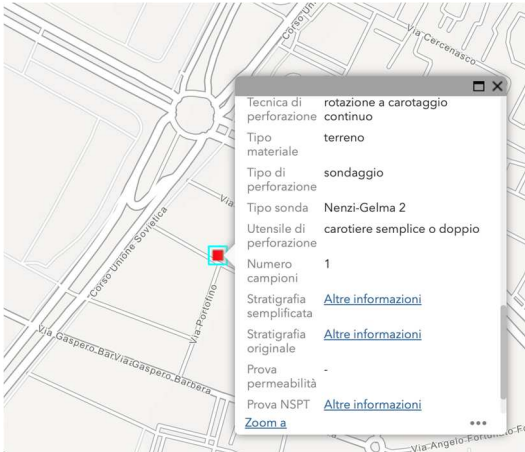 Corso Un
Via Cercenasco
Tecnica di perforazione rotazione a carotaggio continuo
Tipo materiale terreno
Tipo di perforazione sondaggio
Tipo sonda Nenzi-Gelma 2
Utensile di perforazione carotiere semplice o doppio
Numero campioni 1
Stratigrafia semplificata Altre informazioni
Stratigrafia originale Altre informazioni
Prova permeabilità -
Prova NSPT Altre informazioni
Zoom a
Via
Corso Unione Sovietica
Via Portofino
Via Gaspero Bar
Via Gaspero Barbera
Via Angelo Fortunio
Fo